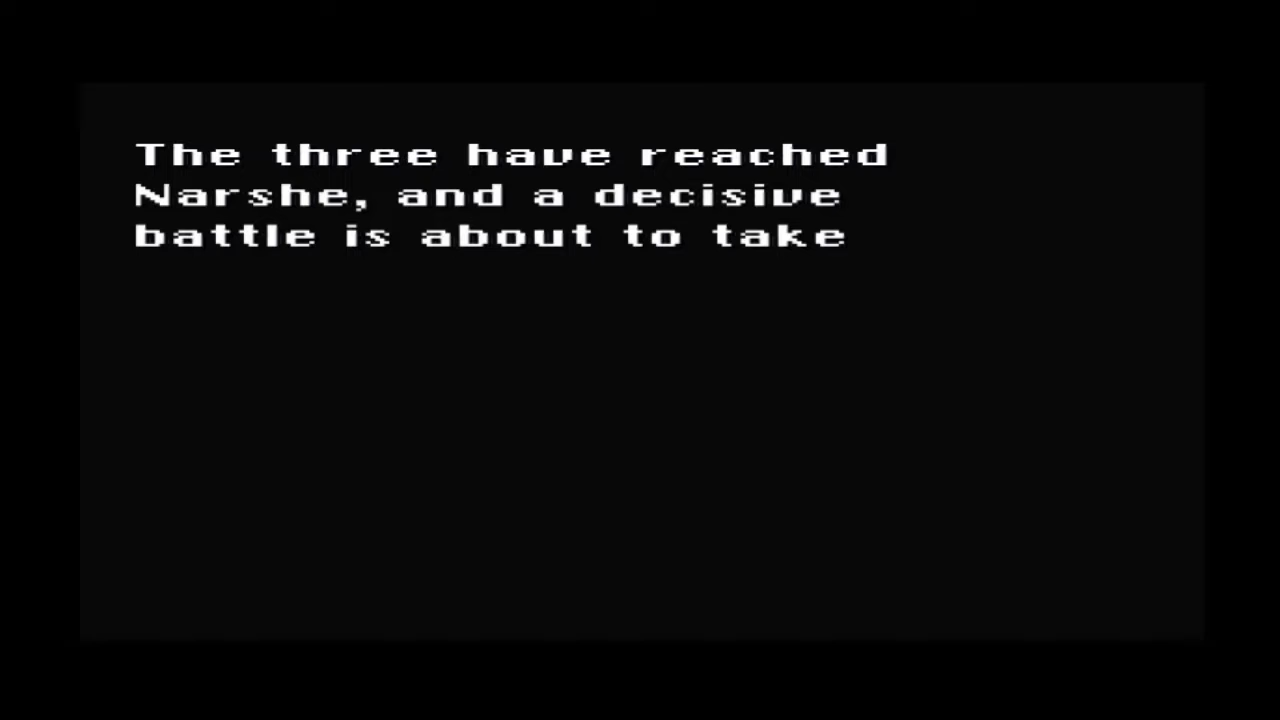 The three have reached
Narshe, and a decisive
battle is about to take